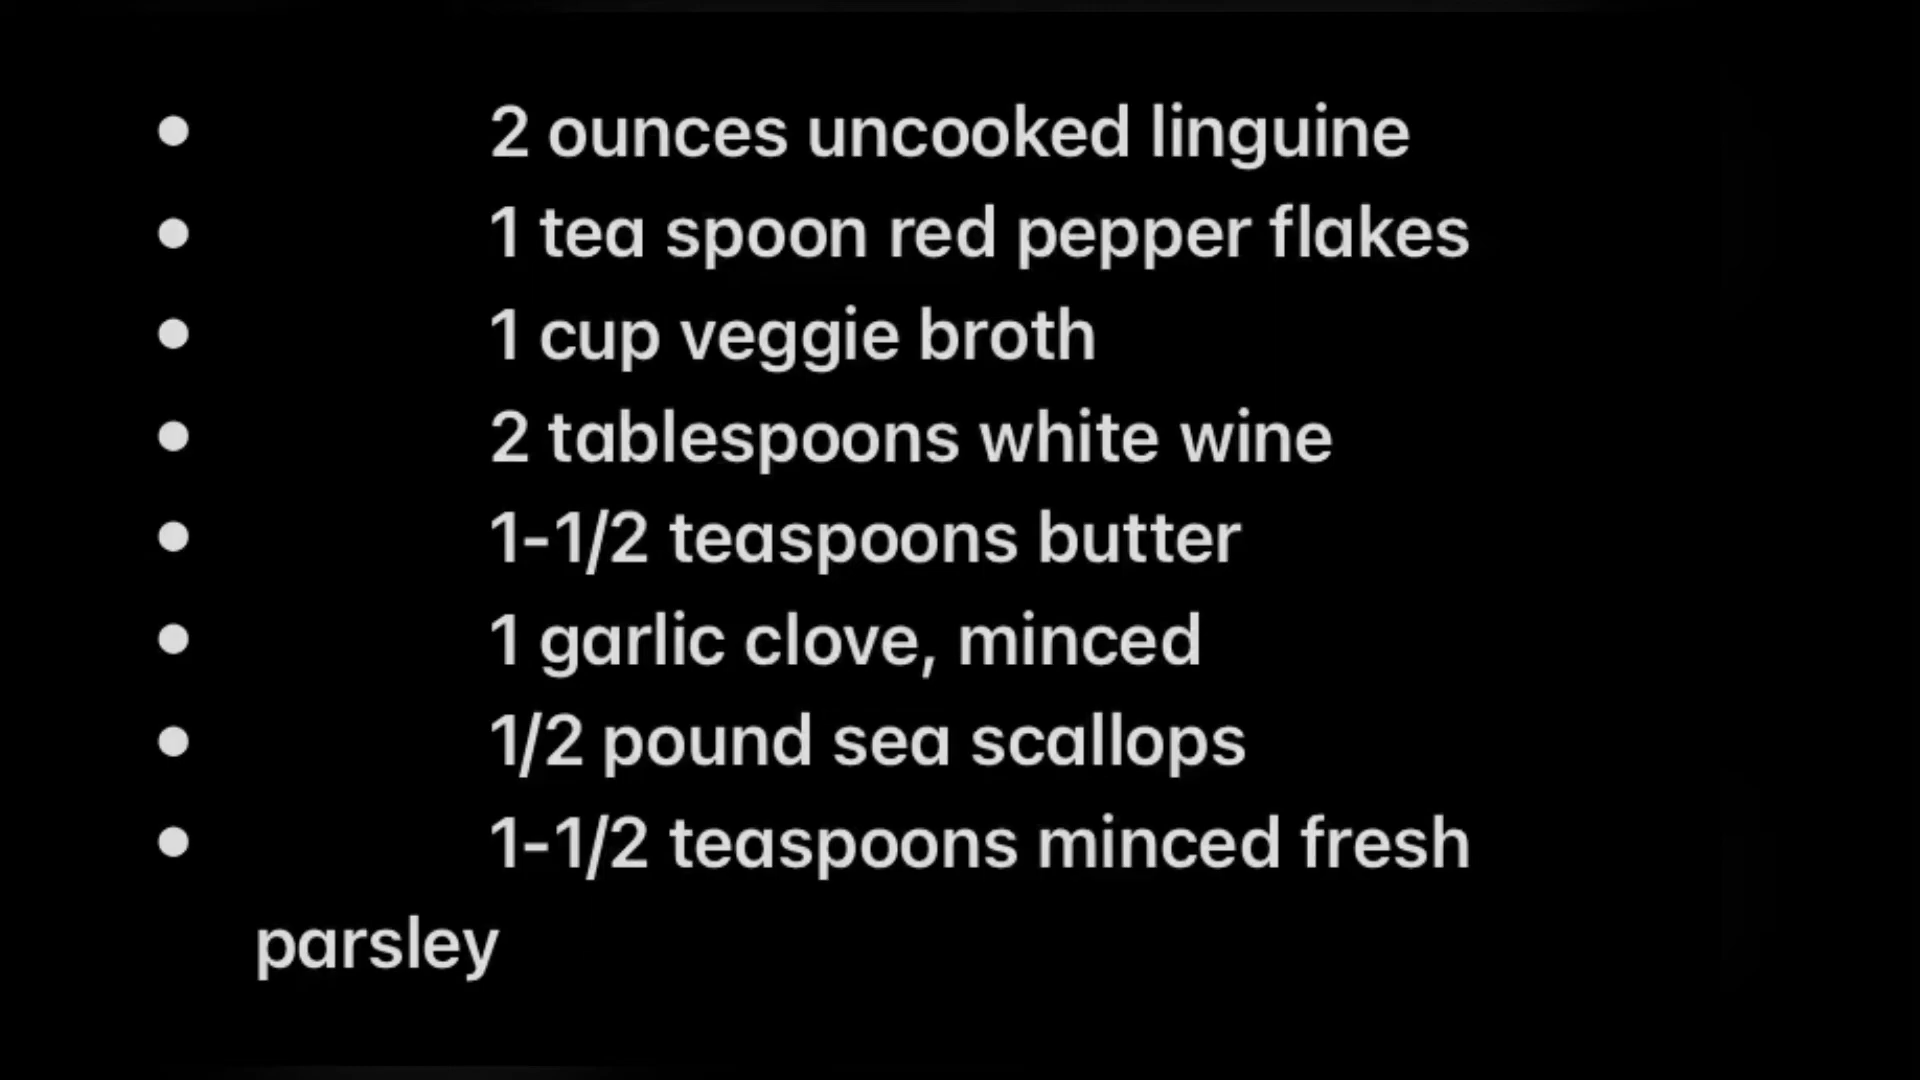 • 2 ounces uncooked linguine
• 1 tea spoon red pepper flakes
• 1 cup veggie broth
• 2 tablespoons white wine
• 1-1/2 teaspoons butter
• 1 garlic clove, minced
• 1/2 pound sea scallops
• 1-1/2 teaspoons minced fresh
parsley